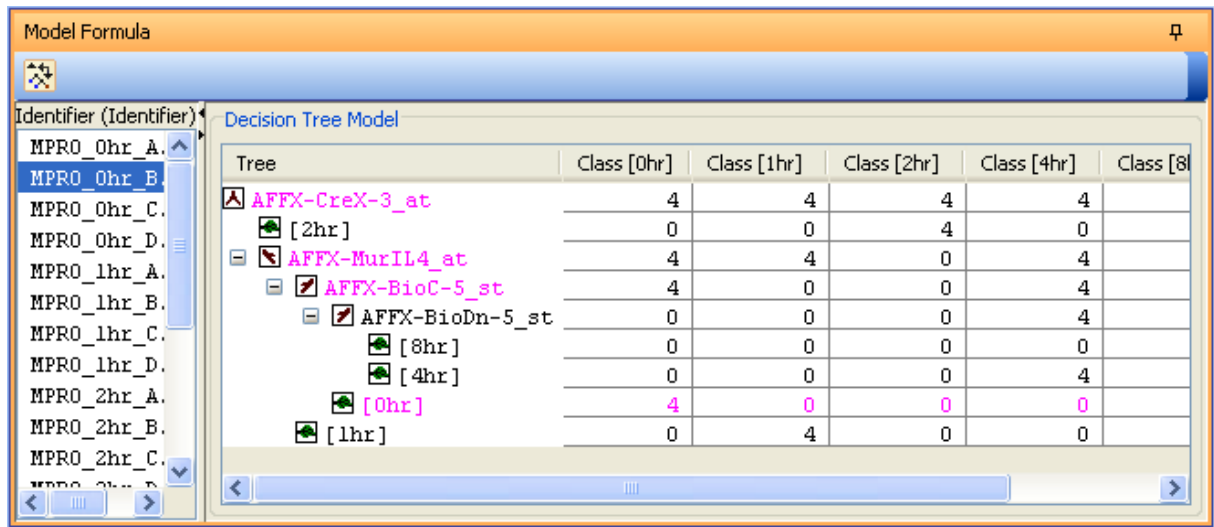 Model Formula
Identifier (Identifier)
MPRO_0hr_A.
MPRO_0hr_B.
MPRO_0hr_C.
MPRO_0hr_D.
MPRO_1hr_A.
MPRO_1hr_B.
MPRO_1hr_C.
MPRO_1hr_D.
MPRO_2hr_A.
MPRO_2hr_B.
MPRO_2hr_C.
Decision Tree Model
Tree Class [0hr] Class [1hr] Class [2hr] Class [4hr] Class [8
AFFX-CreX-3_at 4 4 4 4
[2hr] 0 0 4 0
AFFX-MurIL4_at 4 4 0 4
AFFX-BioC-5_st 4 0 0 4
AFFX-BioDn-5_st 0 0 0 4
[8hr] 0 0 0 0
[4hr] 0 0 0 4
[0hr] 4 0 0 0
[1hr] 0 4 0 0